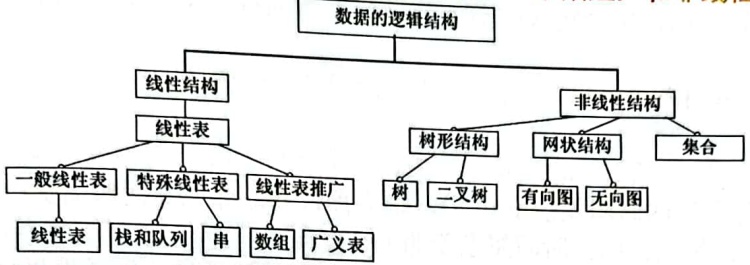 数据的逻辑结构
线性结构
非线性结构
线性表
树形结构
网状结构
集合
一般线性表
特殊线性表
线性表推广
树
二叉树
有向图
无向图
线性表
栈和队列
串
数组
广义表